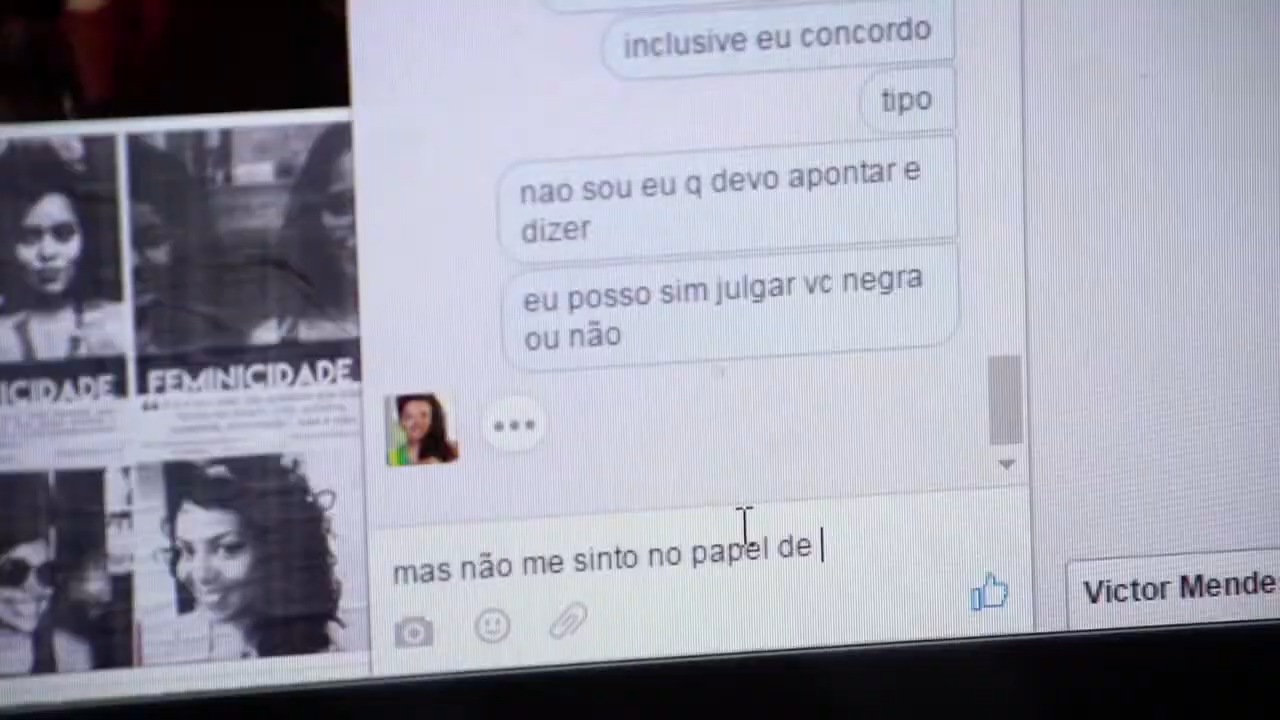 inclusive eu concordo
tipo
nao sou eu q devo apontar e
dizer
eu posso sim julgar vc negra
ou não
ICIDADE
FEMINICIDADE
mas não me sinto no papel de
Victor Mende